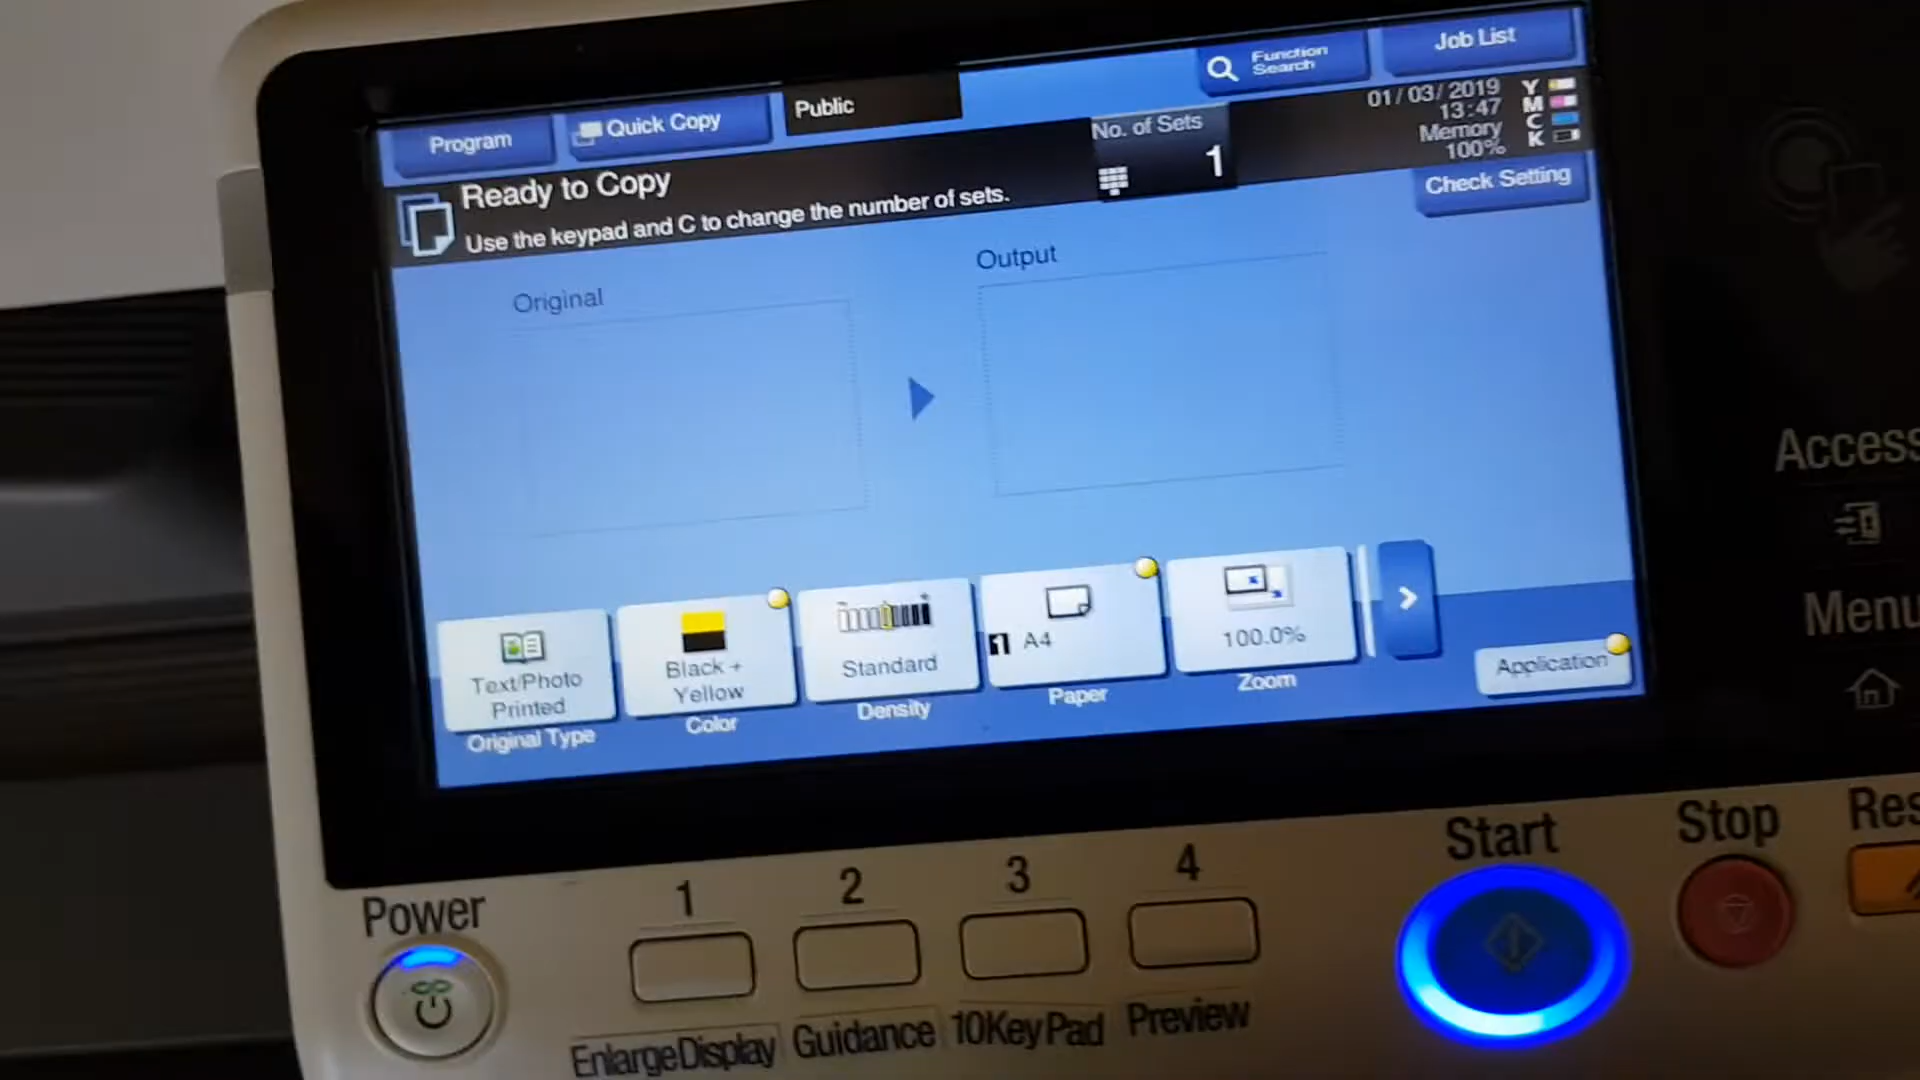 Function
Search
Job List
Program
Quick Copy
Public
No. of Sets
1
01/03/2019
13:47
Memory
100%
Y
M
C
K
Ready to Copy
Use the keypad and C to change the number of sets.
Check Setting
Original
Output
Text/Photo
Printed
Original Type
Black +
Yellow
Color
Standard
Density
1 A4
Paper
100.0%
Zoom
Application
Access
Menu
Power
1
2
3
4
Start
Stop
Res
Enlarge Display
Guidance
10Key Pad
Preview